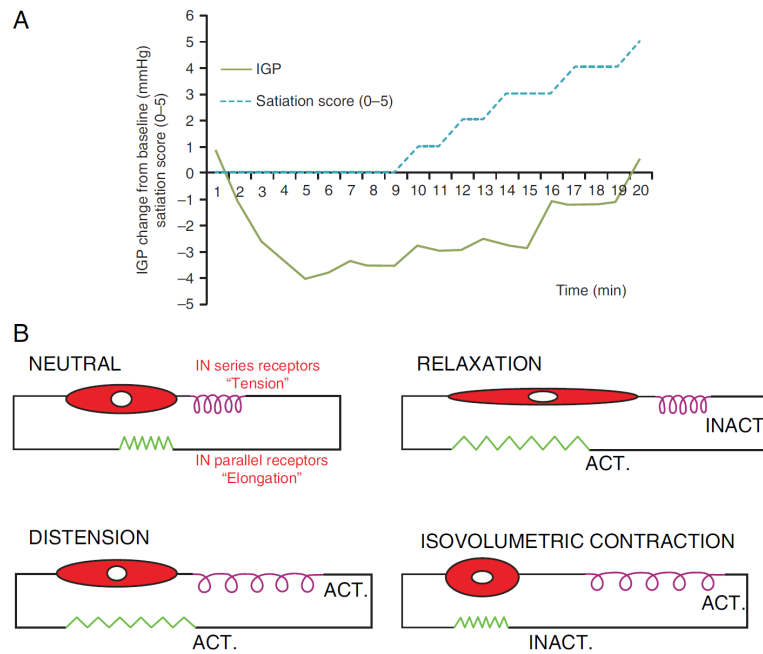 A
IGP change from baseline (mmHg)
satiation score (0–5)
6
5
4
3
2
1
0
–1
–2
–3
–4
–5
IGP
Satiation score (0–5)
1 2 3 4 5 6 7 8 9 10 11 12 13 14 15 16 17 18 19 20
Time (min)
B
NEUTRAL
IN series receptors
“Tension”
IN parallel receptors
“Elongation”
RELAXATION
INACT.
ACT.
DISTENSION
ACT.
ACT.
ISOVOLUMETRIC CONTRACTION
ACT.
INACT.